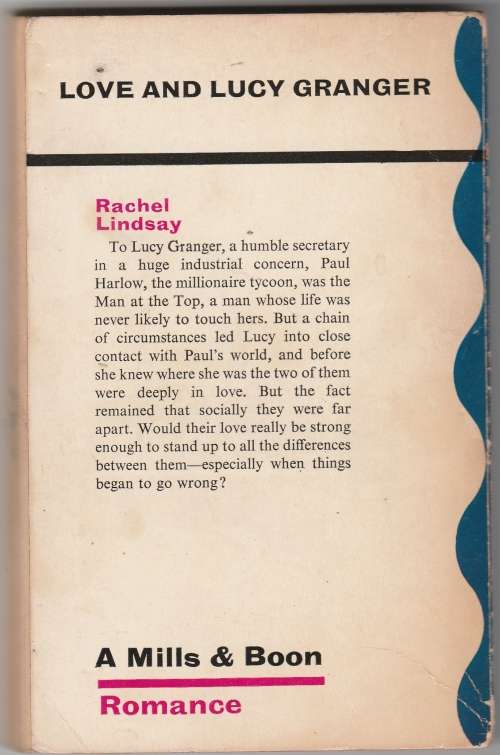 LOVE AND LUCY GRANGER
Rachel
Lindsay
To Lucy Granger, a humble secretary
in a huge industrial concern, Paul
Harlow, the millionaire tycoon, was the
Man at the Top, a man whose life was
never likely to touch hers. But a chain
of circumstances led Lucy into close
contact with Paul's world, and before
she knew where she was the two of them
were deeply in love. But the fact
remained that socially they were far
apart. Would their love really be strong
enough to stand up to all the differences
between them—especially when things
began to go wrong?
A Mills & Boon
Romance